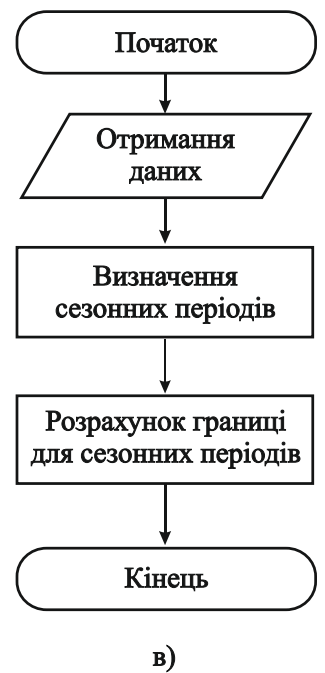 Початок
Отримання
даних
Визначення
сезонних періодів
Розрахунок границі
для сезонних періодів
Кінець
в)